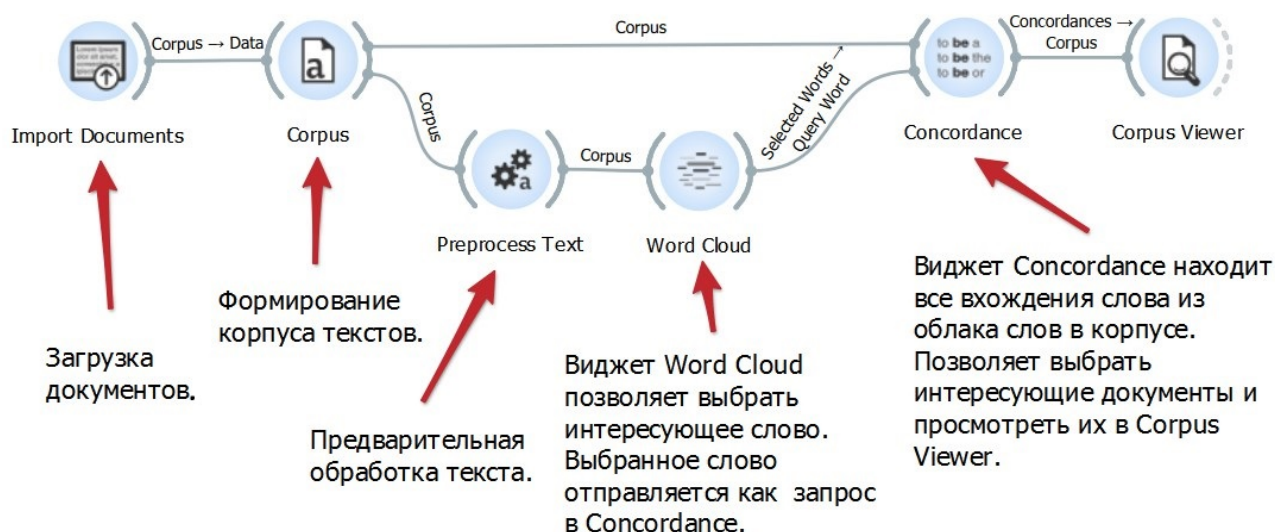 Corpus → Data
Corpus
Concordances →
Corpus
Lorem ipsum
a
to be a
to be the
to be or
Import Documents
Corpus
Concordance
Corpus Viewer
Corpus
Corpus
Selected Words →
Query Word
a
Preprocess Text
Word Cloud
Загрузка
документов.
Формирование
корпуса текстов.
Предварительная
обработка текста.
Виджет Word Cloud
позволяет выбрать
интересующее слово.
Выбранное слово
отправляется как запрос
в Concordance.
Виджет Concordance находит
все вхождения слова из
облака слов в корпусе.
Позволяет выбрать
интересующие документы и
просмотреть их в Corpus
Viewer.